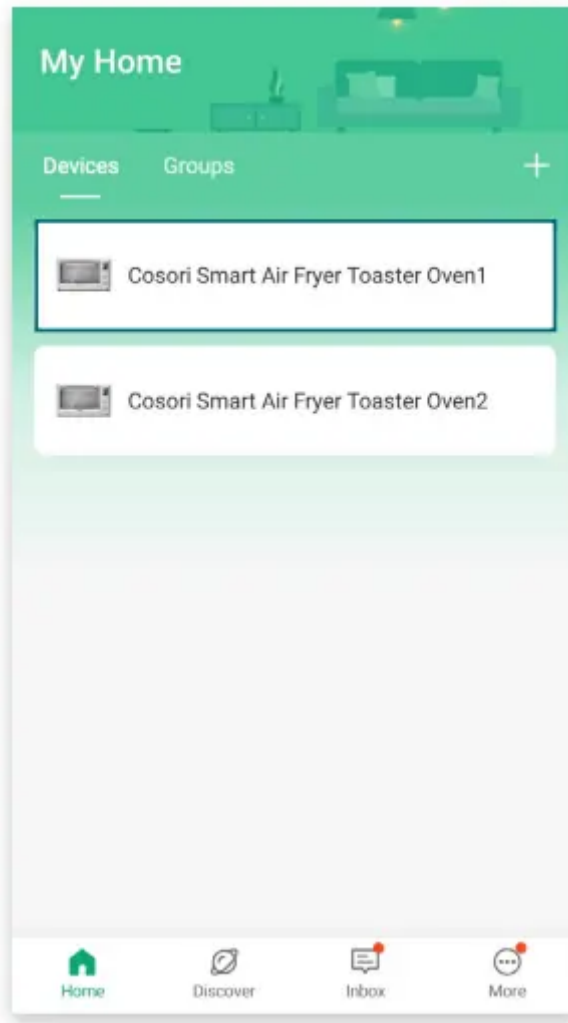 My Home
Devices Groups
Cosori Smart Air Fryer Toaster Oven1
Cosori Smart Air Fryer Toaster Oven2
Home Discover Inbox More